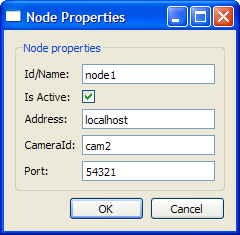 Node Properties
Node properties
Id/Name: node1
Is Active:
Address: localhost
CameraId: cam2
Port: 54321
OK Cancel